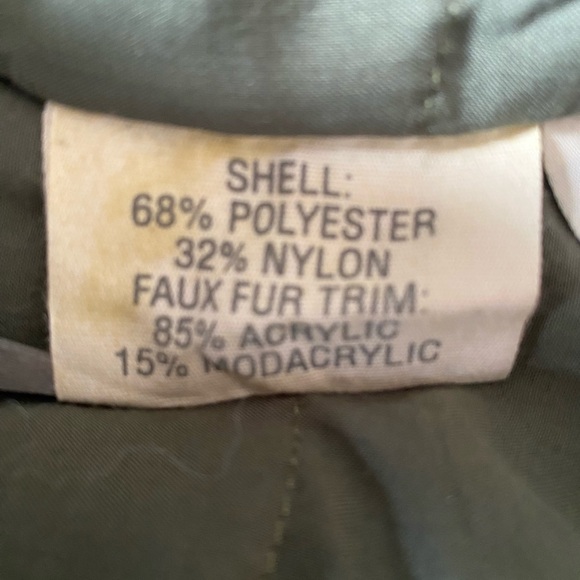 SHELL:
68% POLYESTER
32% NYLON
FAUX FUR TRIM:
85% ACRYLIC
15% MODACRYLIC